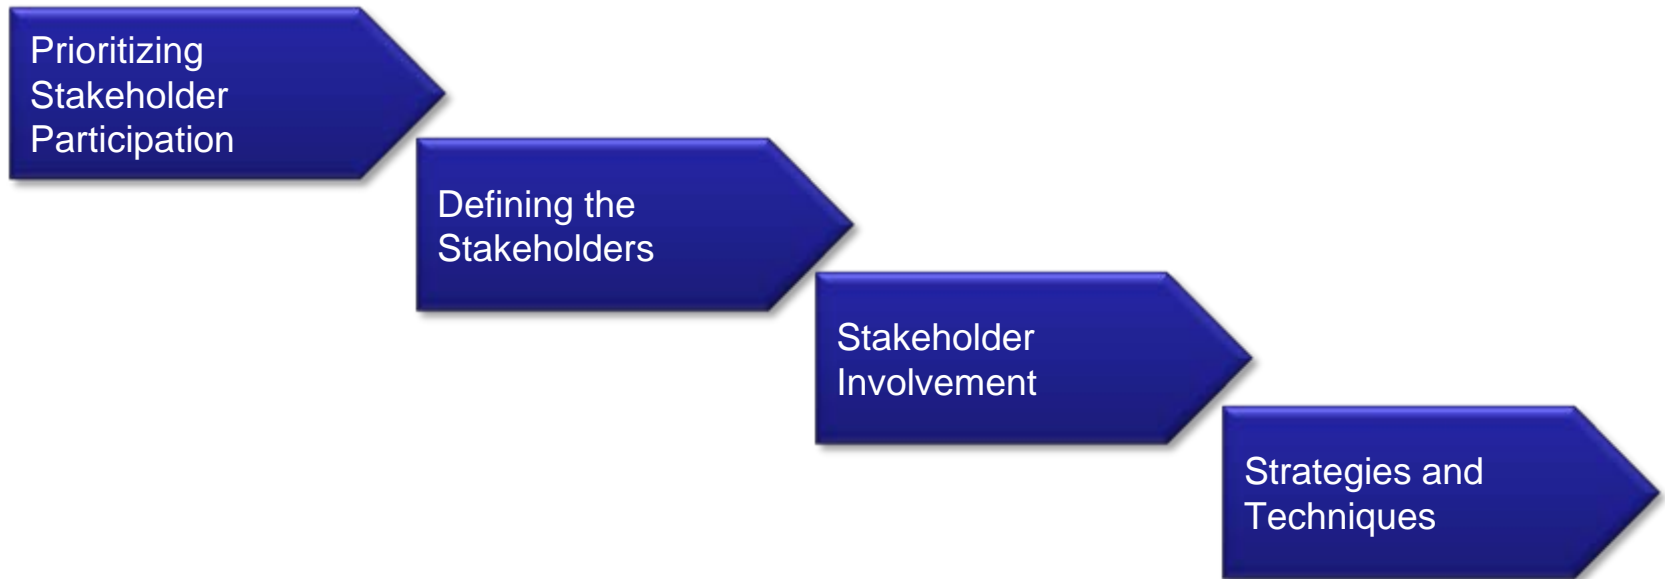 Prioritizing
Stakeholder
Participation
Defining the
Stakeholders
Stakeholder
Involvement
Strategies and
Techniques